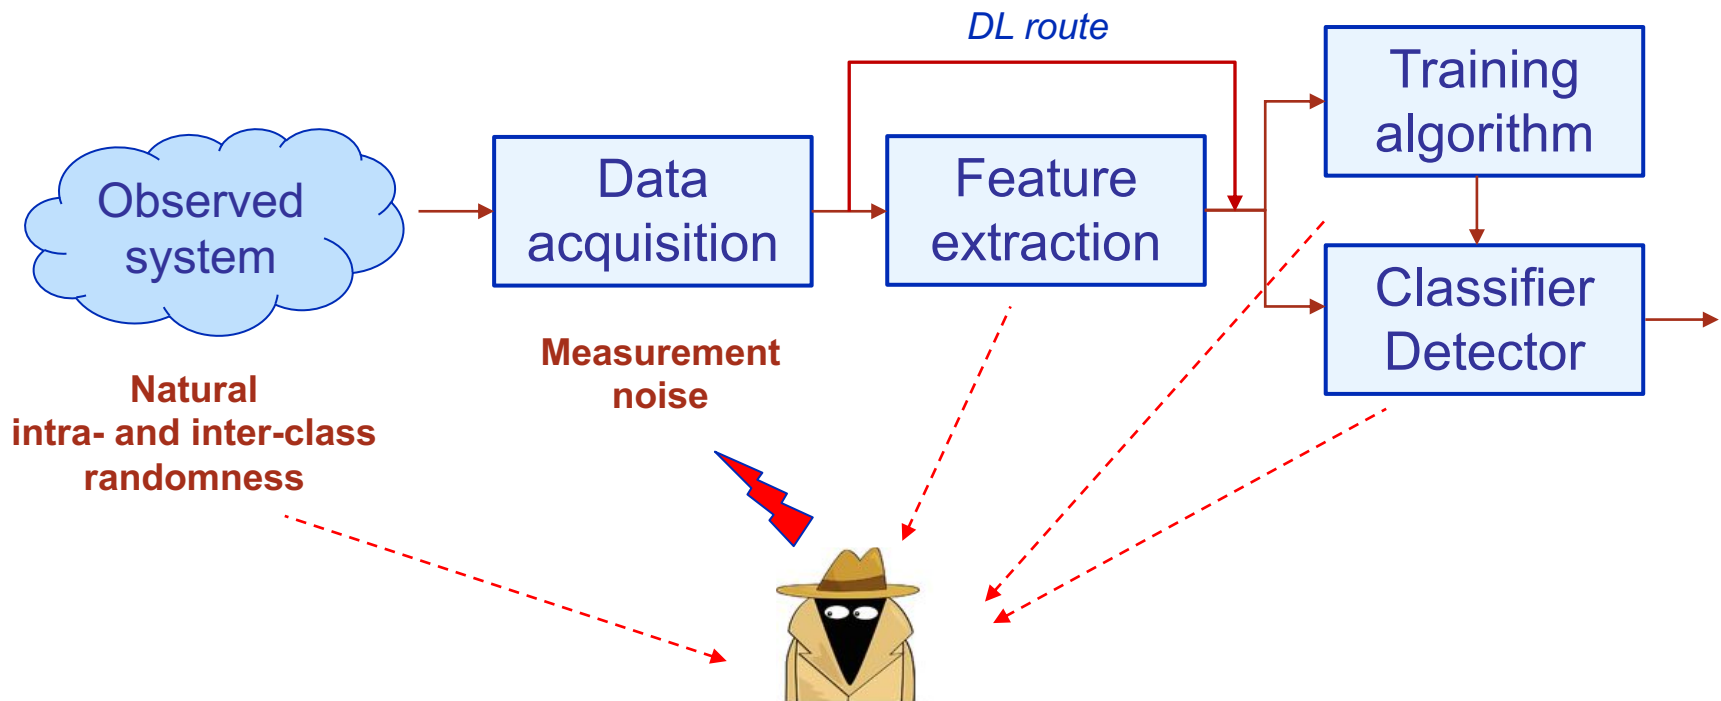 DL route
Training
algorithm
Observed
system
Data
acquisition
Feature
extraction
Classifier
Detector
Natural
intra- and inter-class
randomness
Measurement
noise